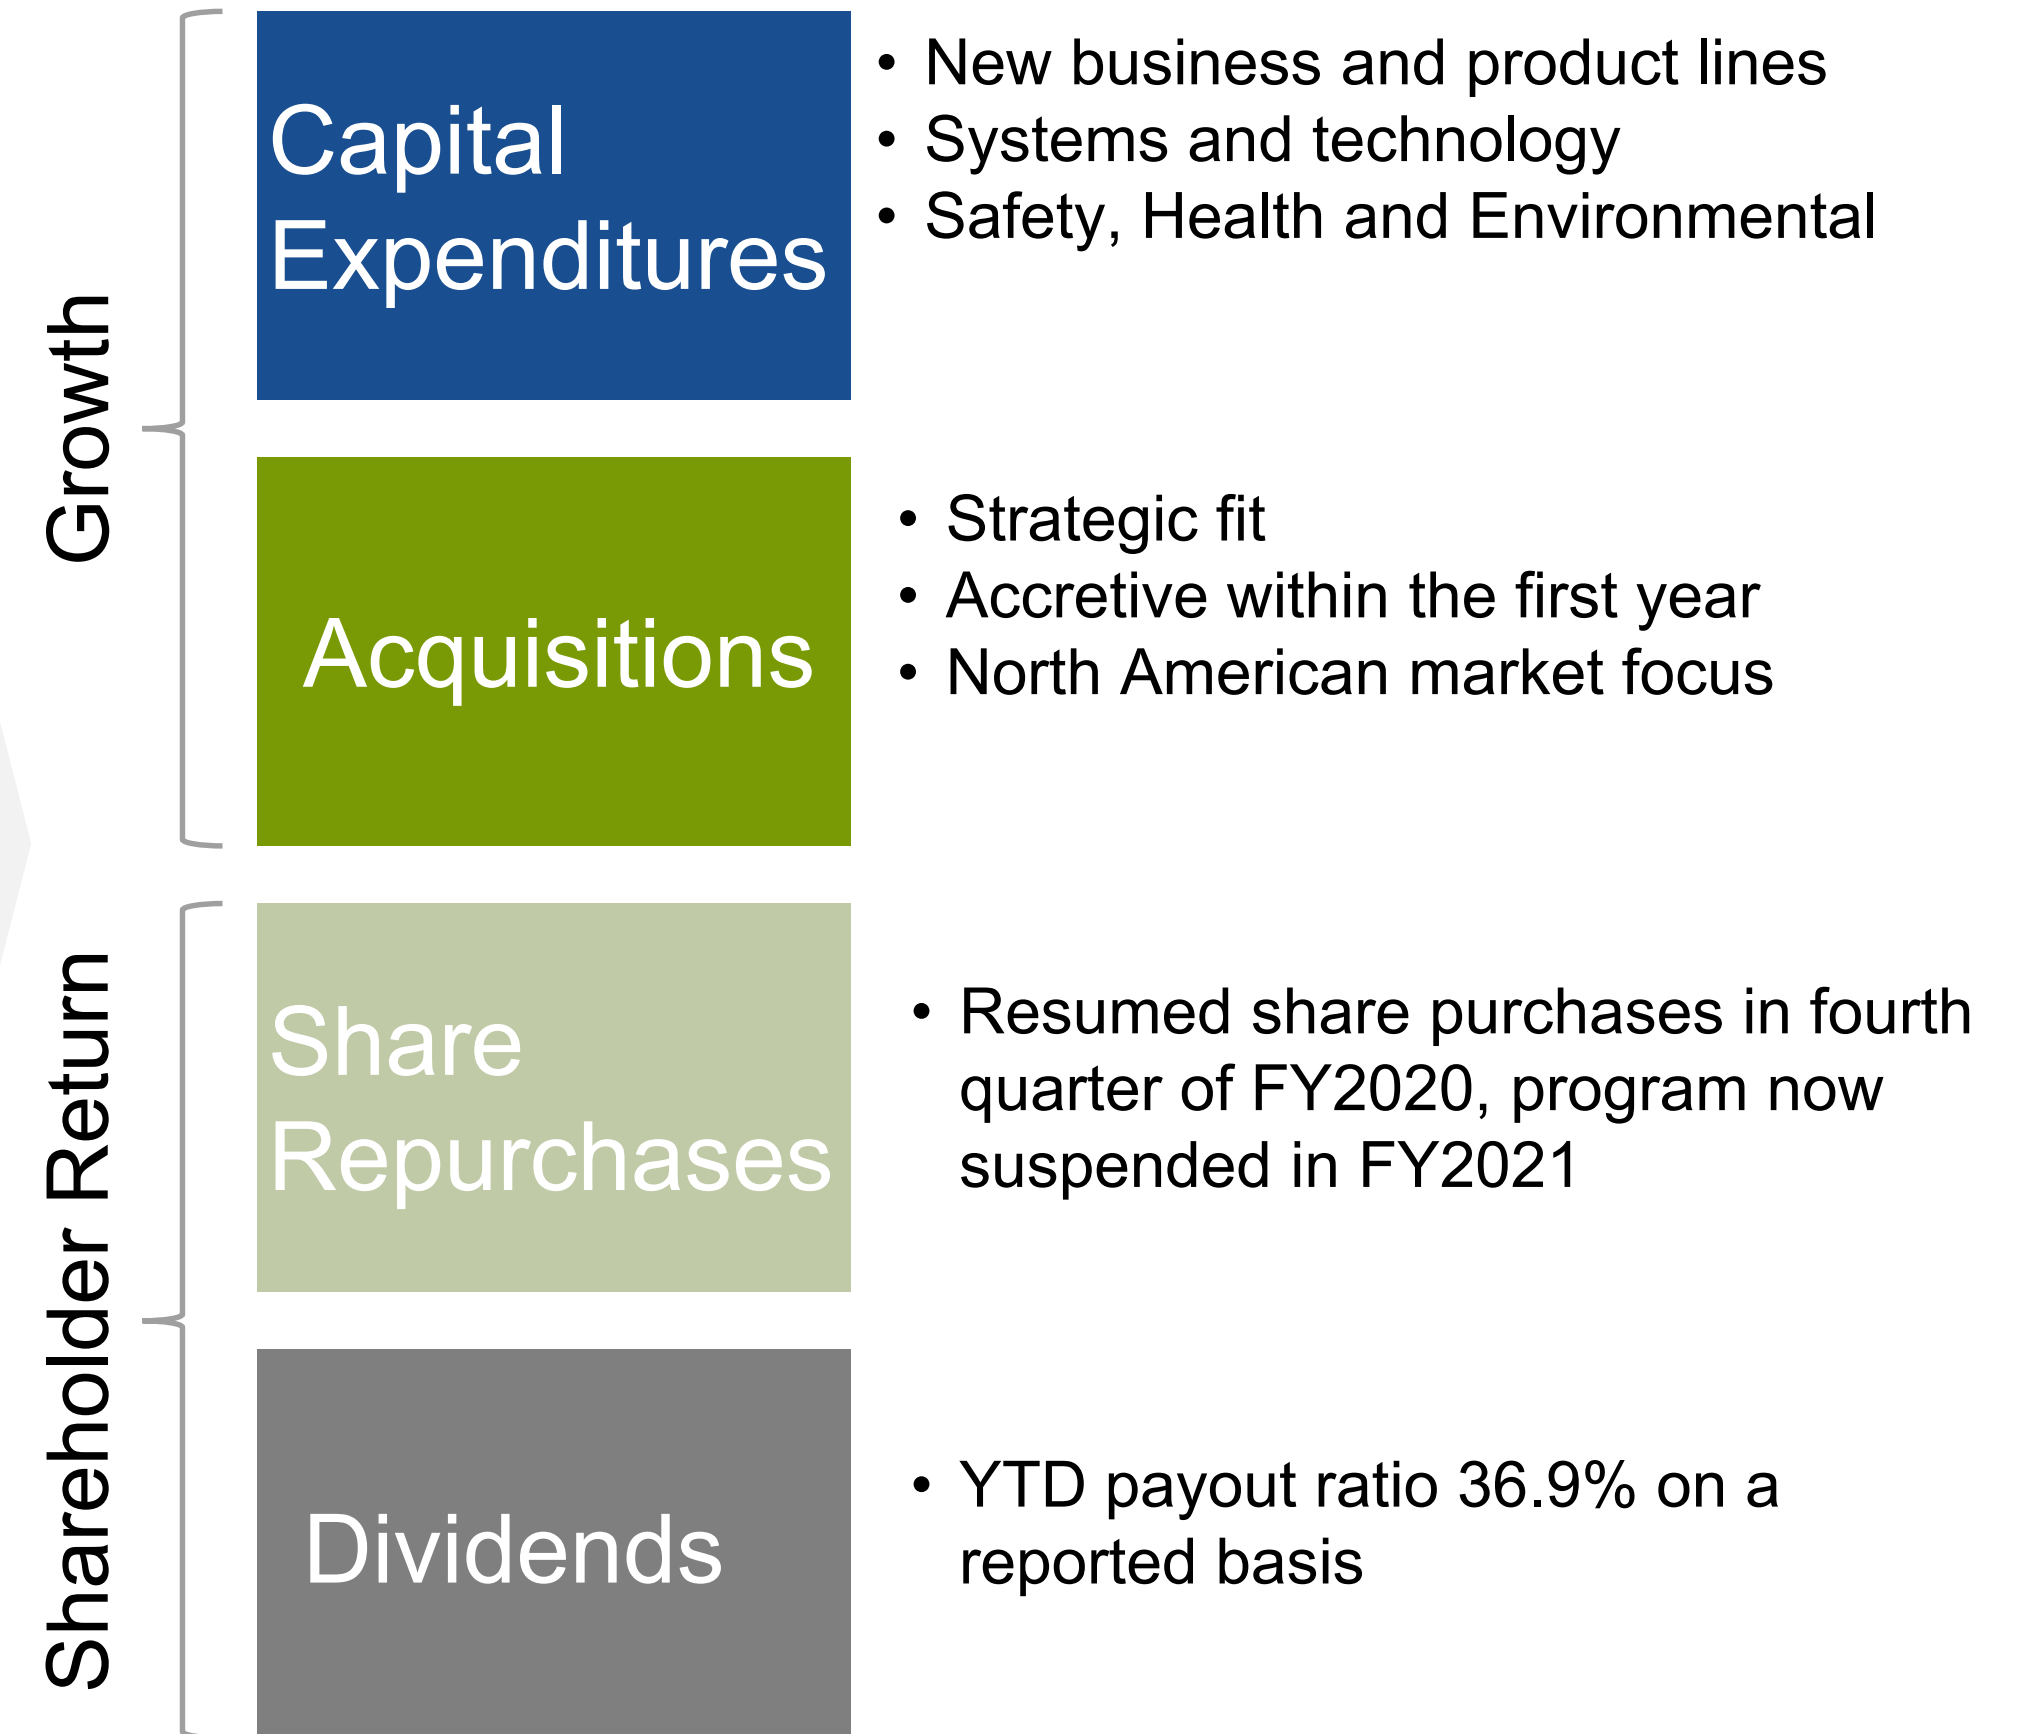 Growth
Capital
Expenditures
• New business and product lines
• Systems and technology
• Safety, Health and Environmental
Acquisitions
• Strategic fit
• Accretive within the first year
• North American market focus
Shareholder Return
Share
Repurchases
• Resumed share purchases in fourth
quarter of FY2020, program now
suspended in FY2021
Dividends
• YTD payout ratio 36.9% on a
reported basis